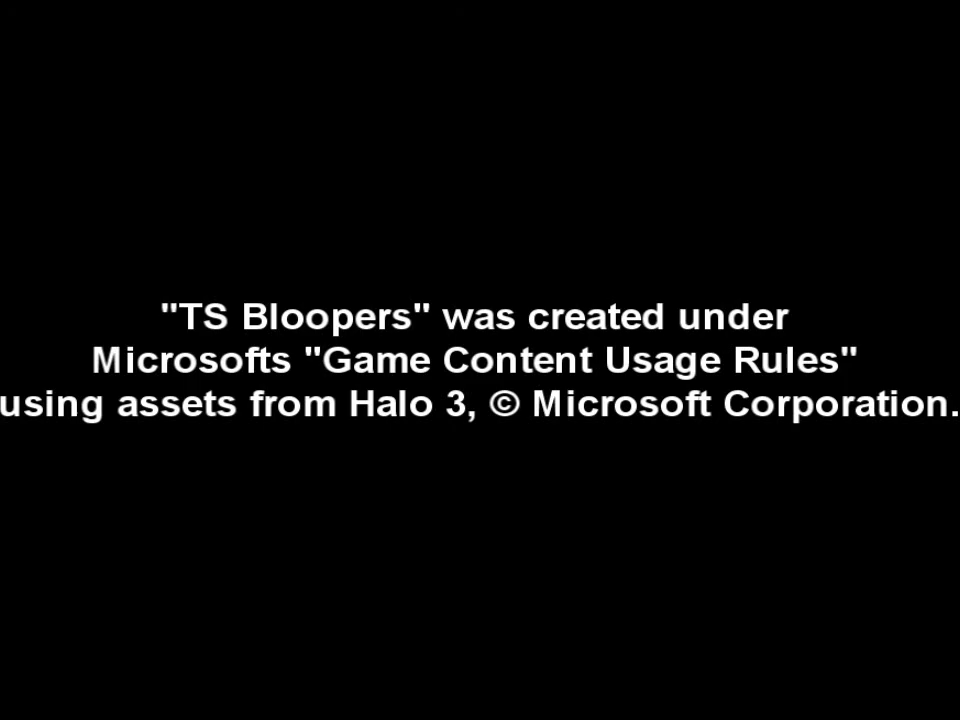 "TS Bloopers" was created under
Microsofts "Game Content Usage Rules"
using assets from Halo 3, © Microsoft Corporation.